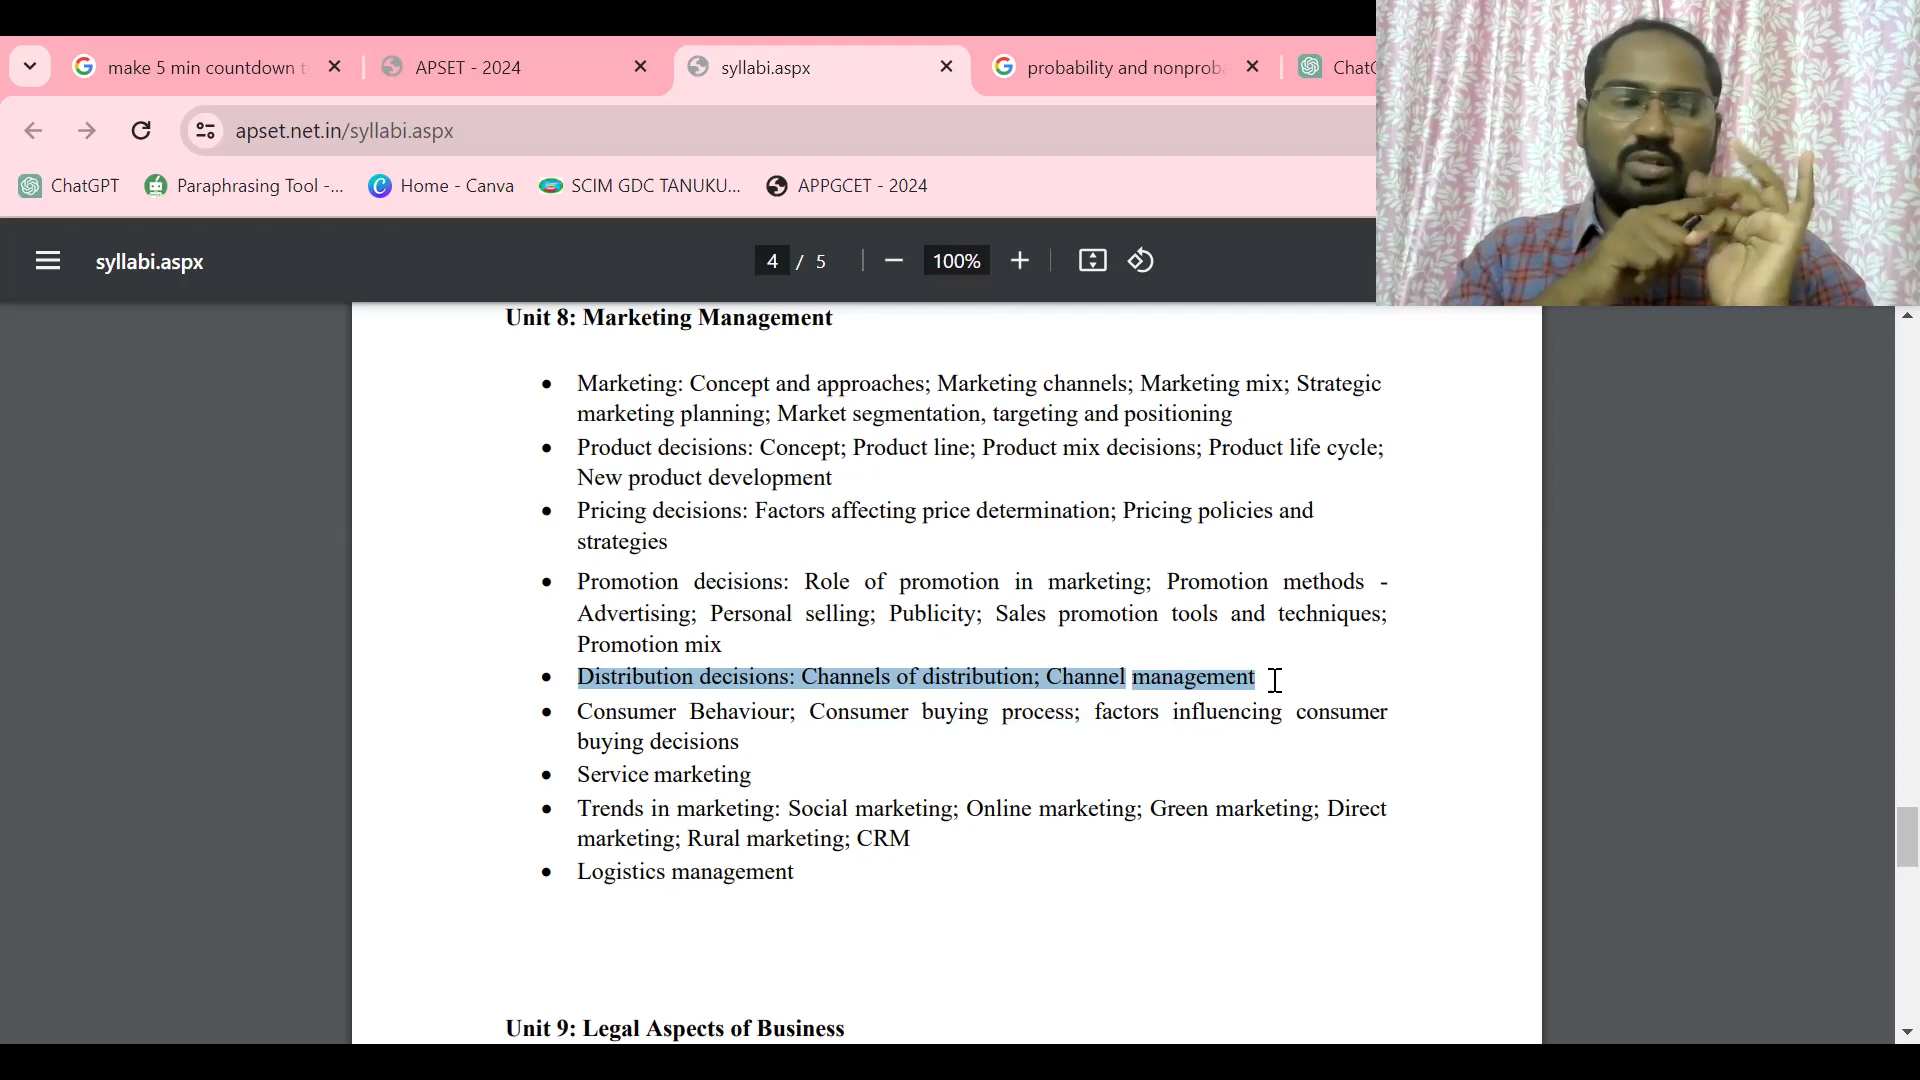 make 5 min countdown t
APSET - 2024
syllabi.aspx
probability and nonprob
ChatG
apset.net.in/syllabi.aspx
ChatGPT
Paraphrasing Tool -...
Home - Canva
SCIM GDC TANUKU...
APPGCET - 2024
syllabi.aspx
4 / 5
100%
Unit 8: Marketing Management
• Marketing: Concept and approaches; Marketing channels; Marketing mix; Strategic
marketing planning; Market segmentation, targeting and positioning
• Product decisions: Concept; Product line; Product mix decisions; Product life cycle;
New product development
• Pricing decisions: Factors affecting price determination; Pricing policies and
strategies
• Promotion decisions: Role of promotion in marketing; Promotion methods -
Advertising; Personal selling; Publicity; Sales promotion tools and techniques;
Promotion mix
• Distribution decisions: Channels of distribution; Channel management
• Consumer Behaviour; Consumer buying process; factors influencing consumer
buying decisions
• Service marketing
• Trends in marketing: Social marketing; Online marketing; Green marketing; Direct
marketing; Rural marketing; CRM
• Logistics management
Unit 9: Legal Aspects of Business